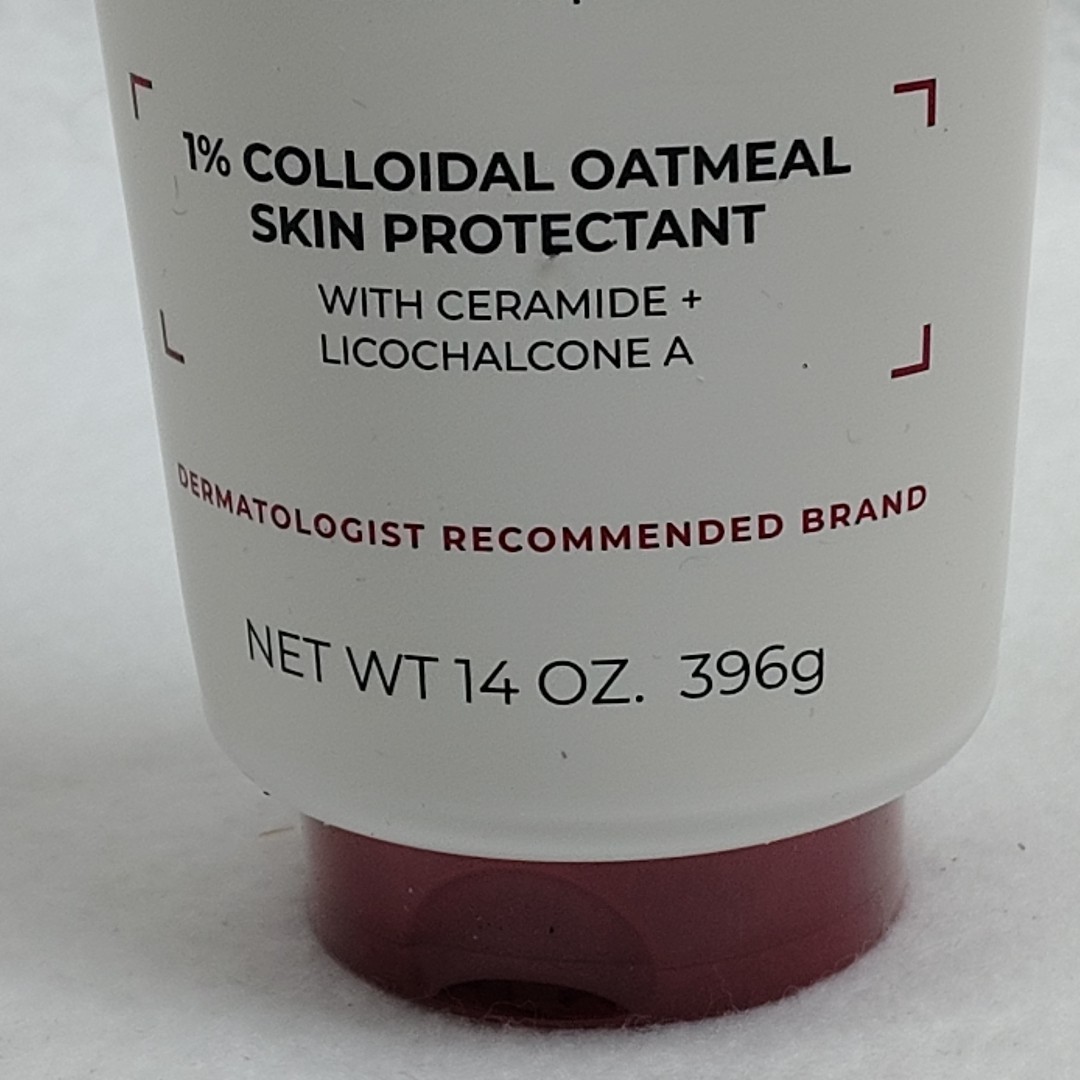 1% COLLOIDAL OATMEAL
SKIN PROTECTANT
WITH CERAMIDE +
LICOCHALCONE A
DERMATOLOGIST RECOMMENDED BRAND
NET WT 14 OZ. 396g